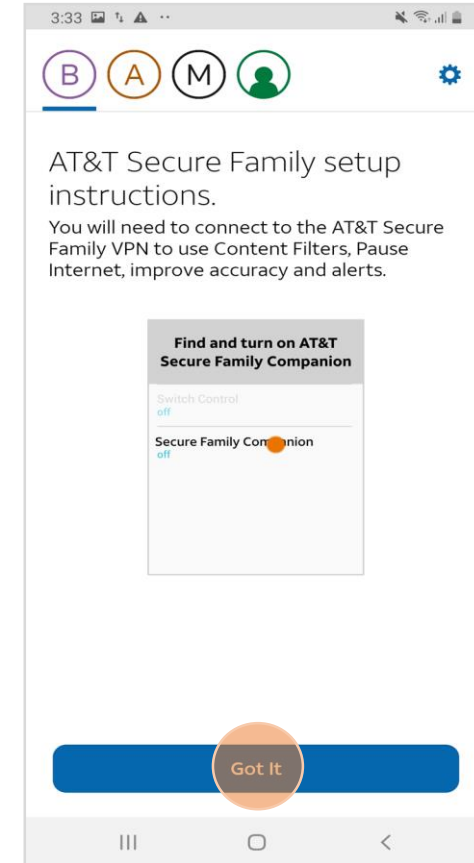 3:33
B A M
AT&T Secure Family setup
instructions.
You will need to connect to the AT&T Secure
Family VPN to use Content Filters, Pause
Internet, improve accuracy and alerts.
Find and turn on AT&T
Secure Family Companion
Switch Control
off
Secure Family Companion
off
Got It